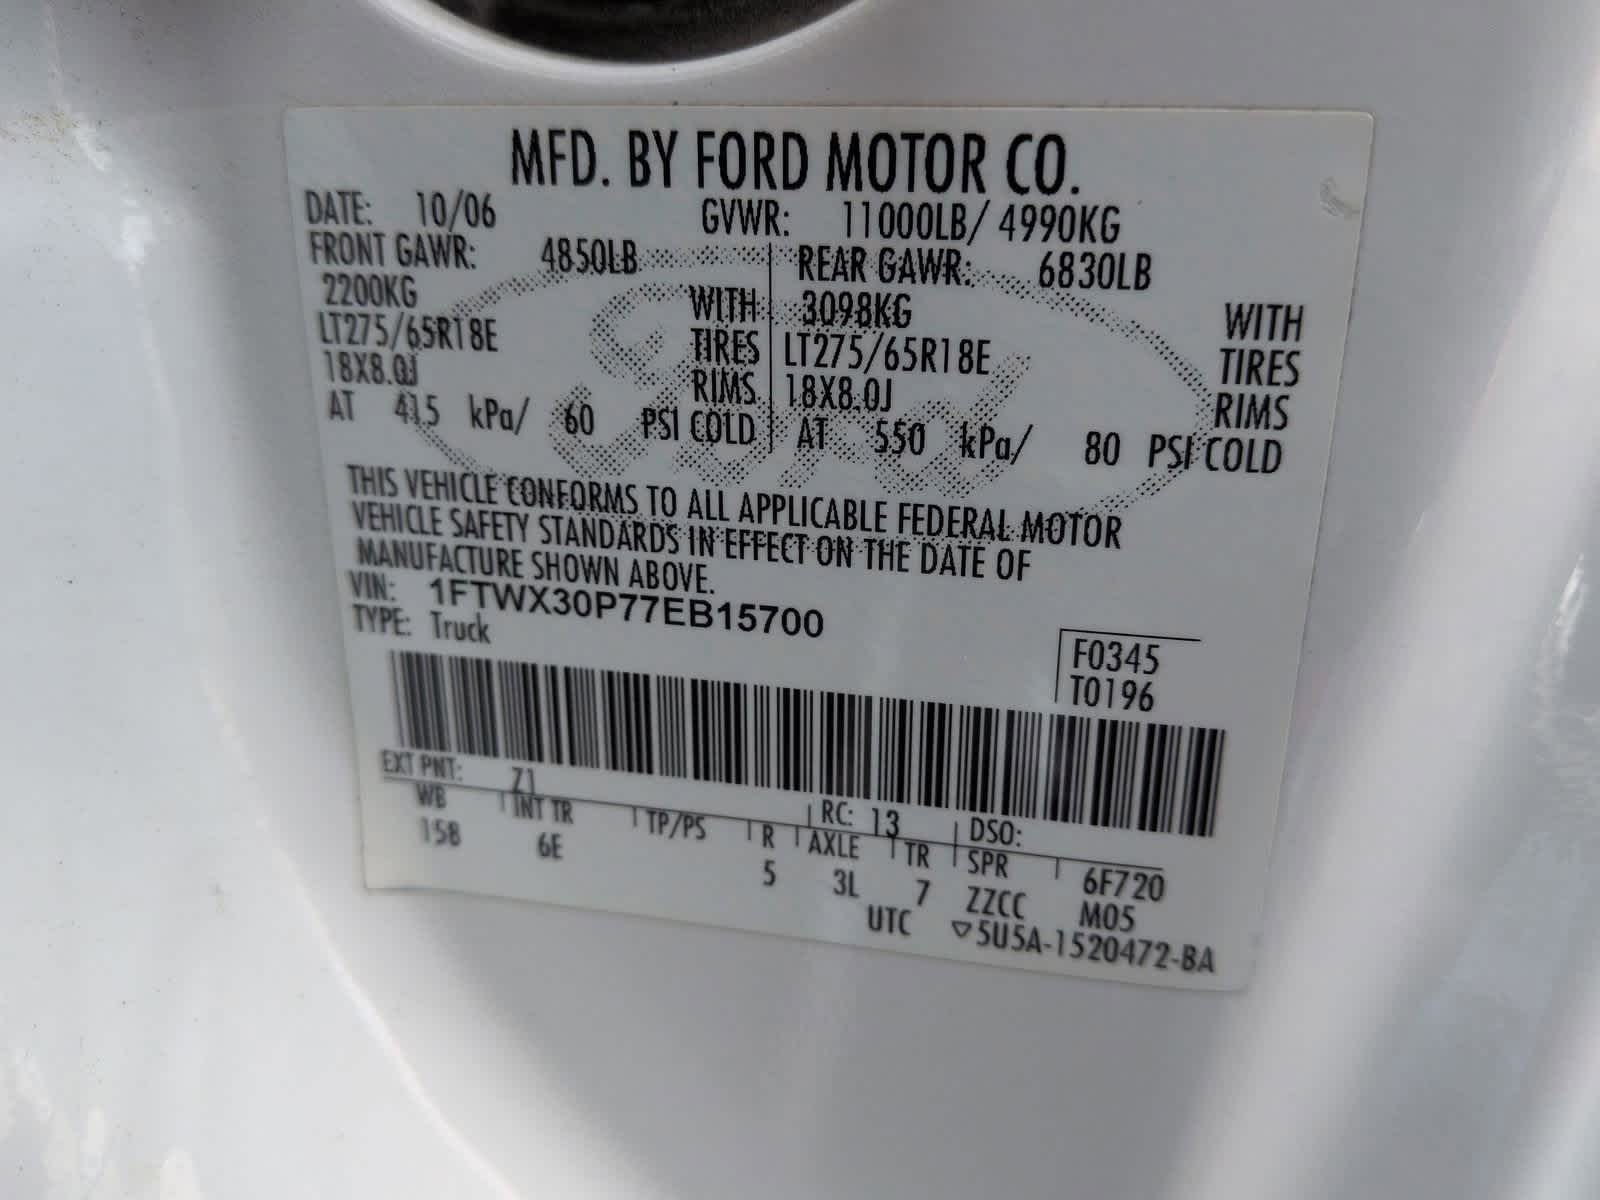 MFD. BY FORD MOTOR CO.
DATE: 10/06 GVWR: 11000LB/ 4990KG
FRONT GAWR: 4850LB REAR GAWR: 6830LB
2200KG WITH 3098KG WITH
LT275/65R18E TIRES LT275/65R18E TIRES
18X8.0J RIMS 18X8.0J RIMS
AT 415 kPa/ 60 PSI COLD AT 550 kPa/ 80 PSI COLD
Ford
THIS VEHICLE CONFORMS TO ALL APPLICABLE FEDERAL MOTOR
VEHICLE SAFETY STANDARDS IN EFFECT ON THE DATE OF
MANUFACTURE SHOWN ABOVE.
VIN: 1FTWX30P77EB15700
TYPE: Truck
F0345
T0196
EXT PNT: Z1 RC: 13 DSO:
WB INT TR TP/PS R AXLE TR SPR 6F720
158 6E 5 3L 7 ZZCC M05
UTC ▽5U5A-1520472-BA